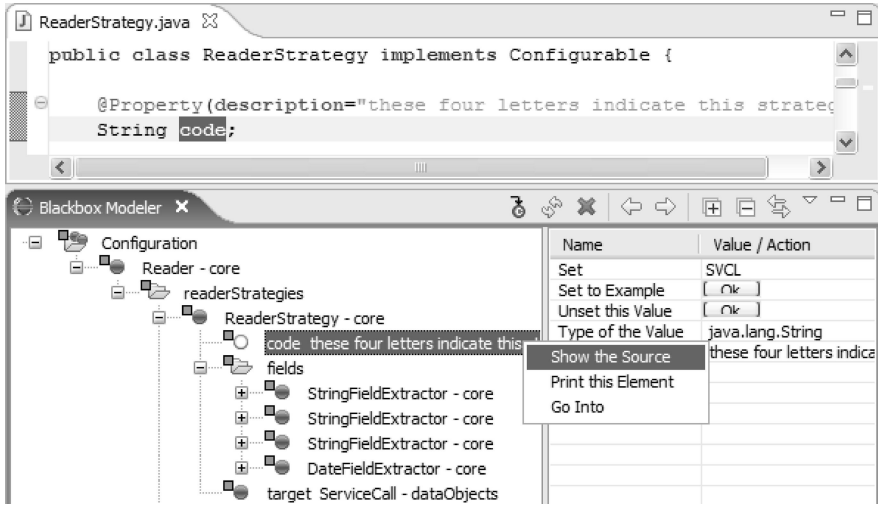 ReaderStrategy.java
public class ReaderStrategy implements Configurable {
@Property(description="these four letters indicate this strateg
String code;
Blackbox Modeler
Configuration
Reader - core
readerStrategies
ReaderStrategy - core
code these four letters indicate this
fields
StringFieldExtractor - core
StringFieldExtractor - core
StringFieldExtractor - core
DateFieldExtractor - core
target ServiceCall - dataObjects
Name Value / Action
Set SVCL
Set to Example [ Ok ]
Unset this Value [ Ok ]
Type of the Value java.lang.String
these four letters indica
Show the Source
Print this Element
Go Into